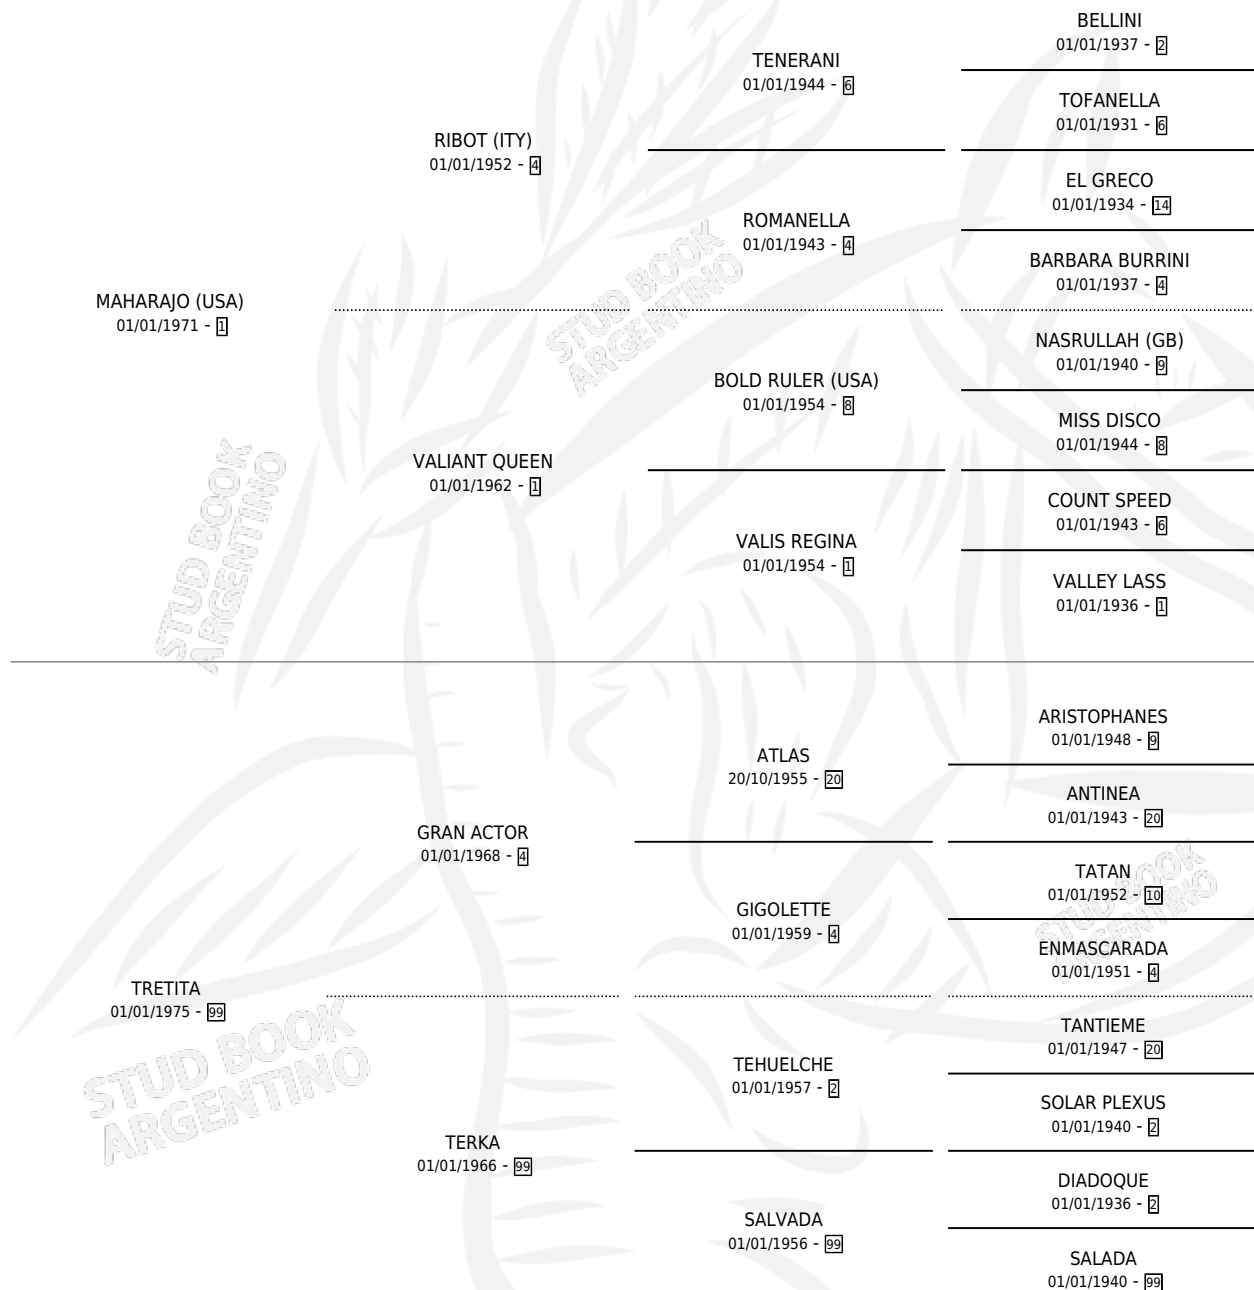 BELLINI
01/01/1937 - 2
TENERANI
01/01/1944 - 6
TOFANELLA
01/01/1931 - 6
RIBOT (ITY)
01/01/1952 - 4
EL GRECO
01/01/1934 - 14
ROMANELLA
01/01/1943 - 4
BARBARA BURRINI
01/01/1937 - 4
MAHARAJO (USA)
01/01/1971 - 1
STUD BOOK
ARGENTINO
NASRULLAH (GB)
01/01/1940 - 9
BOLD RULER (USA)
01/01/1954 - 8
MISS DISCO
01/01/1944 - 8
VALIANT QUEEN
01/01/1962 - 1
COUNT SPEED
01/01/1943 - 6
VALIS REGINA
01/01/1954 - 1
VALLEY LASS
01/01/1936 - 1
STUD BOOK
ARGENTINO
ARISTOPHANES
01/01/1948 - 9
ATLAS
20/10/1955 - 20
ANTINEA
01/01/1943 - 20
GRAN ACTOR
01/01/1968 - 4
TATAN
01/01/1952 - 10
GIGOLETTE
01/01/1959 - 4
STUD BOOK
ARGENTINO
ENMASCARADA
01/01/1951 - 4
TRETITA
01/01/1975 - 99
TANTIEME
01/01/1947 - 20
TEHUELCHE
01/01/1957 - 2
SOLAR PLEXUS
01/01/1940 - 2
STUD BOOK
ARGENTINO
TERKA
01/01/1966 - 99
DIADOQUE
01/01/1936 - 2
SALVADA
01/01/1956 - 99
SALADA
01/01/1940 - 99